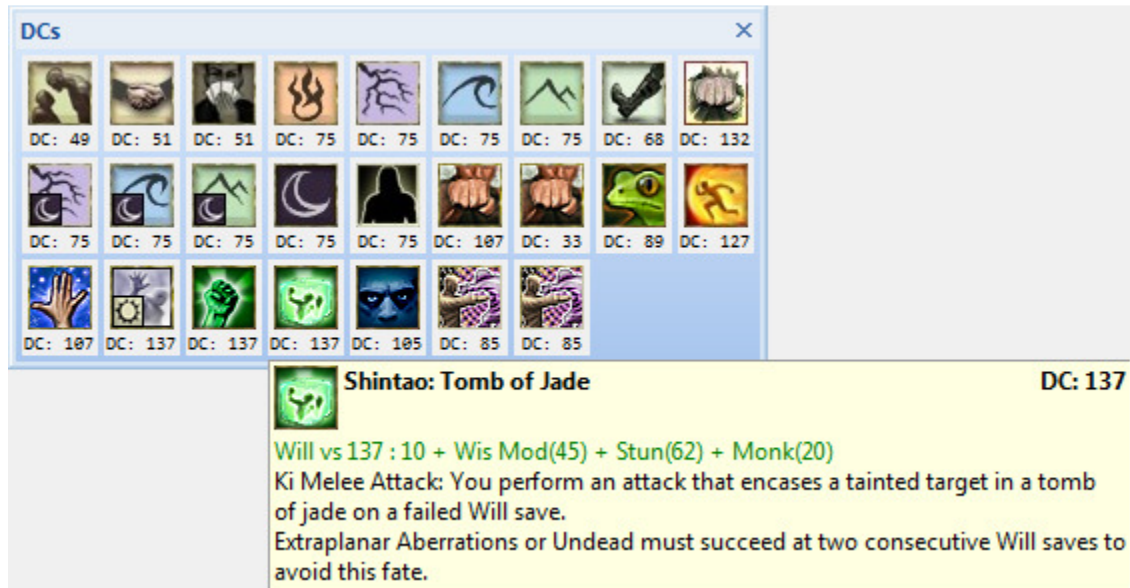 DCs
DC: 49 DC: 51 DC: 51 DC: 75 DC: 75 DC: 75 DC: 75 DC: 68 DC: 132
DC: 75 DC: 75 DC: 75 DC: 75 DC: 75 DC: 107 DC: 33 DC: 89 DC: 127
DC: 107 DC: 137 DC: 137 DC: 137 DC: 105 DC: 85 DC: 85
Shintao: Tomb of Jade DC: 137
Will vs 137 : 10 + Wis Mod(45) + Stun(62) + Monk(20)
Ki Melee Attack: You perform an attack that encases a tainted target in a tomb
of jade on a failed Will save.
Extraplanar Aberrations or Undead must succeed at two consecutive Will saves to
avoid this fate.